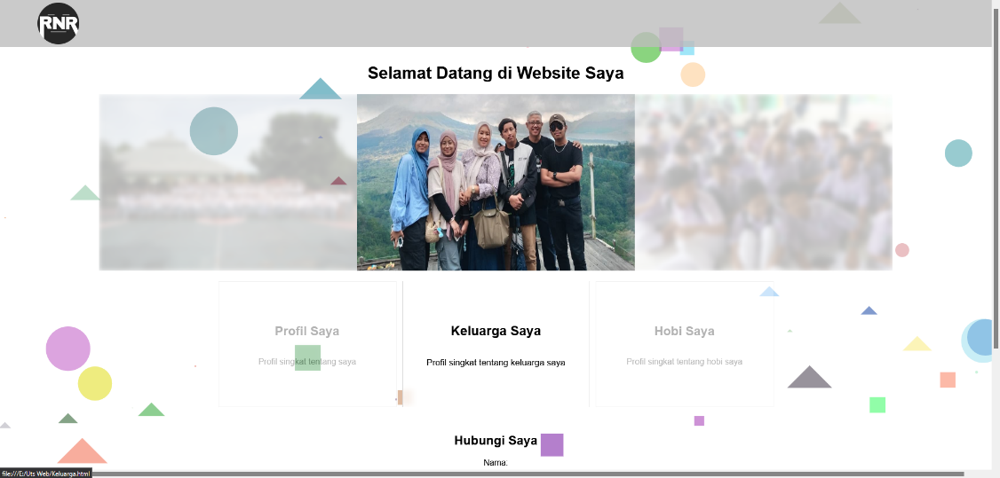 RNR
Selamat Datang di Website Saya
Profil Saya
Profil singkat tentang saya
Keluarga Saya
Profil singkat tentang keluarga saya
Hobi Saya
Profil singkat tentang hobi saya
Hubungi Saya
Nama:
file:///E:/Uts Web/Keluarga.html